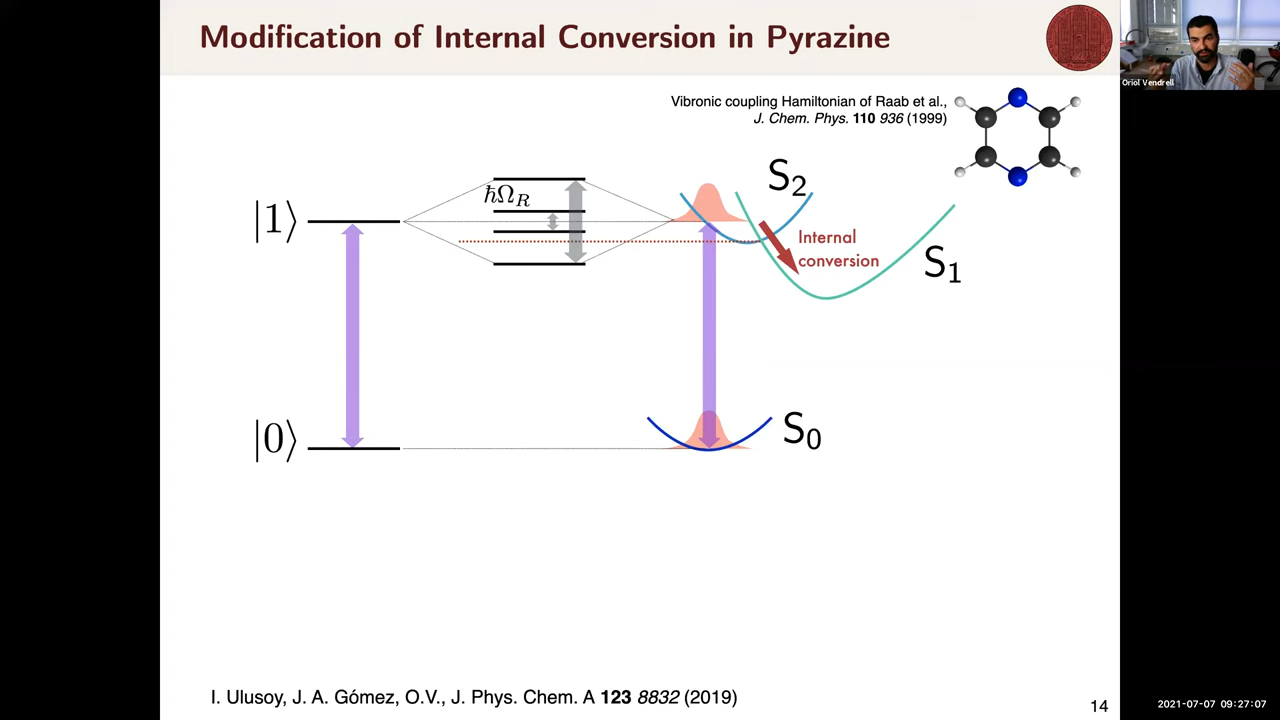 Modification of Internal Conversion in Pyrazine
Oriol Vendrell
Vibronic coupling Hamiltonian of Raab et al.,
J. Chem. Phys. 110 936 (1999)
S₂
ħΩ_R
|1⟩
Internal
conversion
S₁
|0⟩
S₀
I. Ulusoy, J. A. Gómez, O.V., J. Phys. Chem. A 123 8832 (2019)
14
2021-07-07 09:27:07